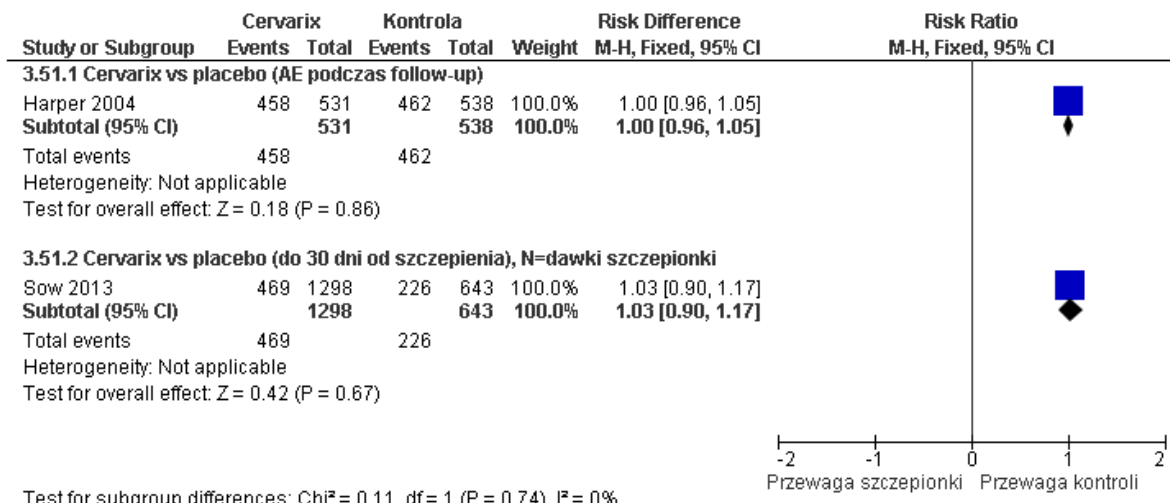 Cervarix Kontrola Risk Difference Risk Ratio
Study or Subgroup Events Total Events Total Weight M-H, Fixed, 95% CI M-H, Fixed, 95% CI
3.51.1 Cervarix vs placebo (AE podczas follow-up)
Harper 2004 458 531 462 538 100.0% 1.00 [0.96, 1.05]
Subtotal (95% CI) 531 538 100.0% 1.00 [0.96, 1.05]
Total events 458 462
Heterogeneity: Not applicable
Test for overall effect: Z = 0.18 (P = 0.86)
3.51.2 Cervarix vs placebo (do 30 dni od szczepienia), N=dawki szczepionki
Sow 2013 469 1298 226 643 100.0% 1.03 [0.90, 1.17]
Subtotal (95% CI) 1298 643 100.0% 1.03 [0.90, 1.17]
Total events 469 226
Heterogeneity: Not applicable
Test for overall effect: Z = 0.42 (P = 0.67)
-2 -1 0 1 2
Przewaga szczepionki Przewaga kontroli
Test for subgroup differences: Chi² = 0.11, df = 1 (P = 0.74), I² = 0%